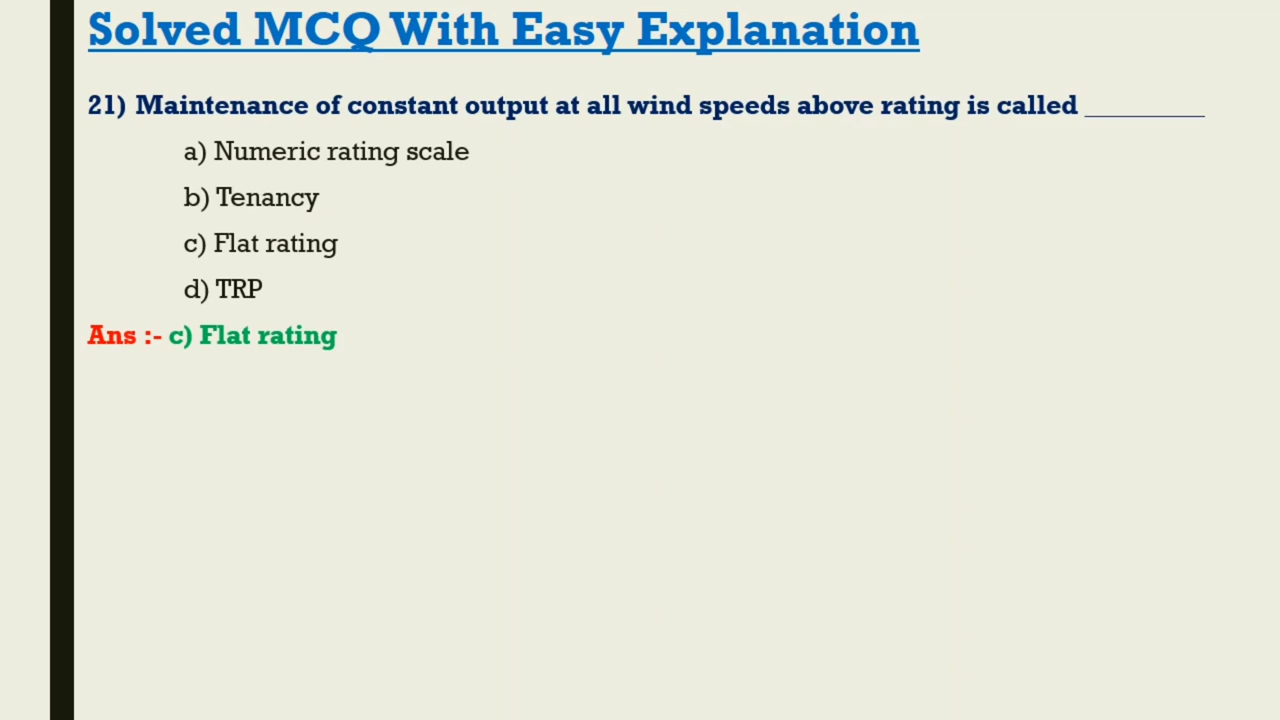 Solved MCQ With Easy Explanation
21) Maintenance of constant output at all wind speeds above rating is called _________
a) Numeric rating scale
b) Tenancy
c) Flat rating
d) TRP
Ans :- c) Flat rating